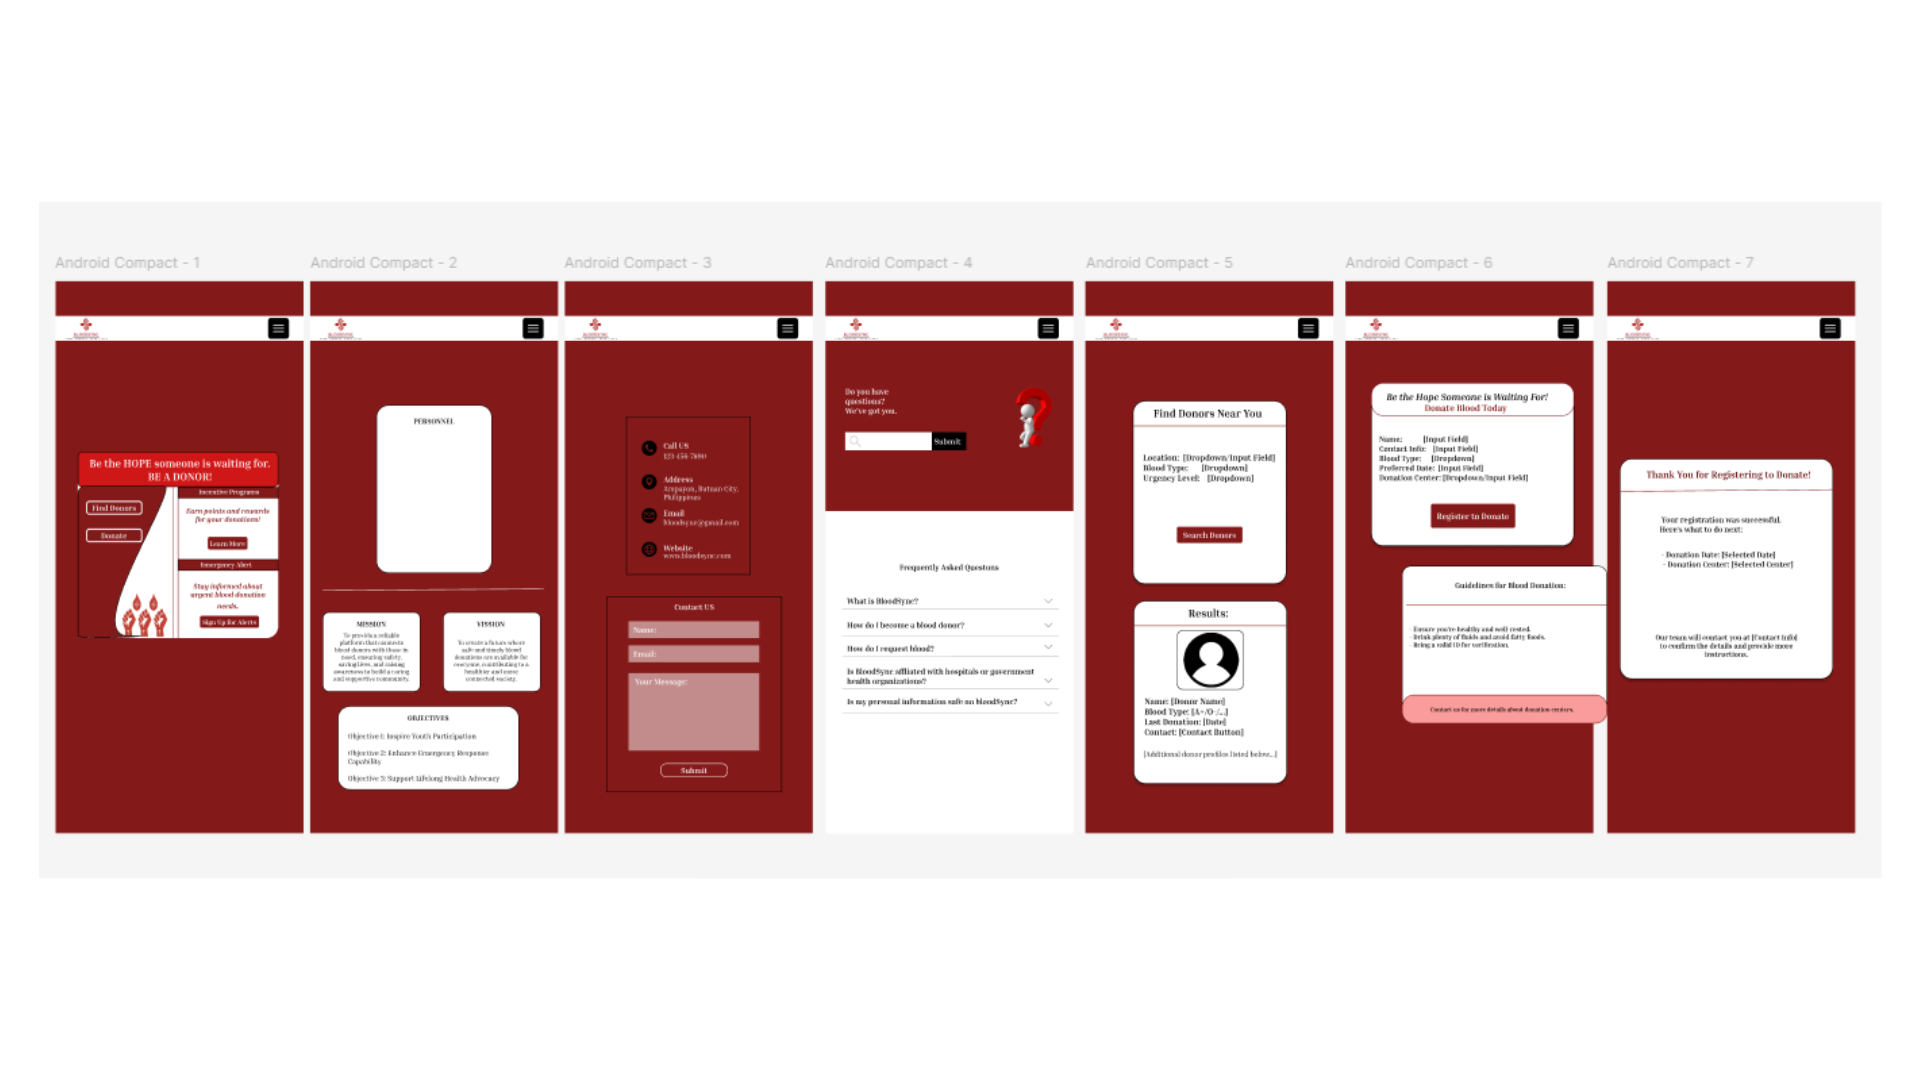 Android Compact - 1
BLOODSYNC
Be the HOPE someone is waiting for.
BE A DONOR!
Find Donors
Donate
Incentive Programs
Earn points and rewards
for your donations!
Learn More
Emergency Alert
Stay informed about
urgent blood donation
needs.
Sign Up for Alerts
Android Compact - 2
BLOODSYNC
PERSONNEL
MISSION
To provide a reliable
platform that connects
blood donors with those in
need, ensuring safety,
saving lives, and raising
awareness to build a caring
and supportive community.
VISSION
To create a future where
safe and timely blood
donations are available for
everyone, contributing to a
healthier and more
connected society.
OBJECTIVES
Objective 1: Inspire Youth Participation
Objective 2: Enhance Emergency Response
Capability
Objective 3: Support Lifelong Health Advocacy
Android Compact - 3
BLOODSYNC
Call US
123-456-7890
Address
Ampayon, Butuan City,
Philippines
Email
bloodsync@gmail.com
Website
www.bloodsync.com
Contact US
Name:
Email:
Your Message:
Submit
Android Compact - 4
BLOODSYNC
Do you have
questions?
We've got you.
Submit
Frequently Asked Questons
What is BloodSync?
How do I become a blood donor?
How do I request blood?
Is BloodSync affliated with hospitals or government
health organizations?
Is my personal information safe on bloodSync?
Android Compact - 5
BLOODSYNC
Find Donors Near You
Location: [Dropdown/Input Field]
Blood Type: [Dropdown]
Urgency Level: [Dropdown]
Search Donors
Results:
Name: [Donor Name]
Blood Type: [A+/O-/...]
Last Donation: [Date]
Contact: [Contact Button]
[Additional donor profiles listed below...]
Android Compact - 6
BLOODSYNC
Be the Hope Someone is Waiting For!
Donate Blood Today
Name: [Input Field]
Contact Info: [Input Field]
Blood Type: [Dropdown]
Preferred Date: [Input Field]
Donation Center: [Dropdown/Input Field]
Register to Donate
Guidelines for Blood Donation:
- Ensure you're healthy and well rested.
- Drink plenty of fluids and avoid fatty foods.
- Bring a valid ID for verification.
Contact us for more details about donation centers.
Android Compact - 7
BLOODSYNC
Thank You for Registering to Donate!
Your registration was successful.
Here's what to do next:
- Donation Date: [Selected Date]
- Donation Center: [Selected Center]
Our team will contact you at [Contact Info]
to confirm the details and provide more
instructions.